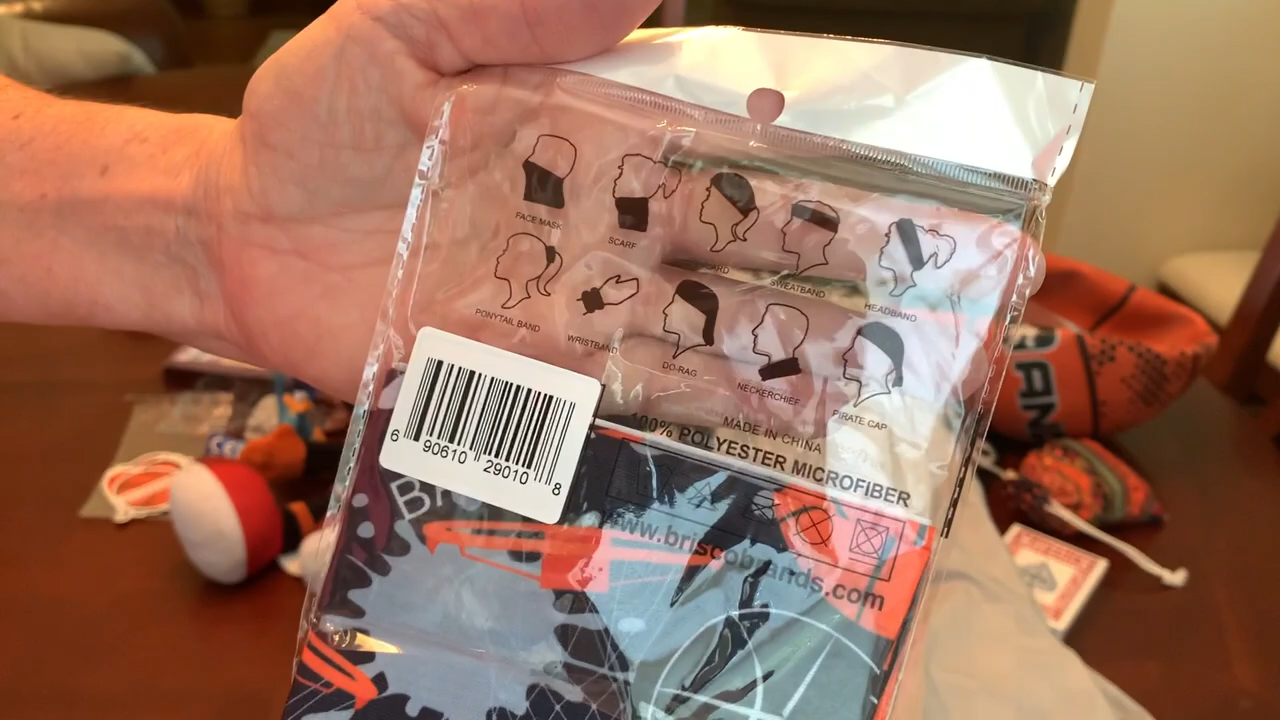 FACE MASK
SCARF
SWEATBAND
HEADBAND
PONYTAIL BAND
WRISTBAND
DO-RAG
NECKERCHIEF
PIRATE CAP
MADE IN CHINA
100% POLYESTER MICROFIBER
6 90610 29010 8
www.briscobrands.com